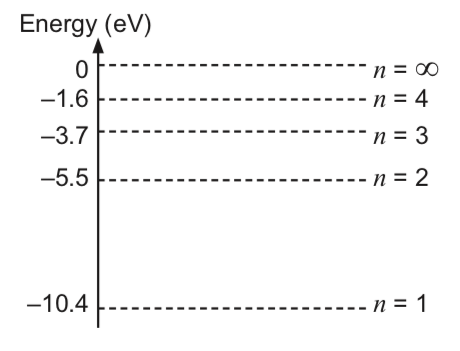 Energy (eV)
0 n = ∞
–1.6 n = 4
–3.7 n = 3
–5.5 n = 2
–10.4 n = 1